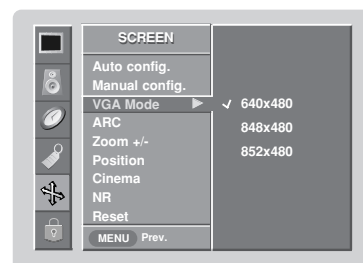 SCREEN
Auto config.
Manual config.
VGA Mode
ARC
Zoom +/-
Position
Cinema
NR
Reset
MENU Prev.
640x480
848x480
852x480